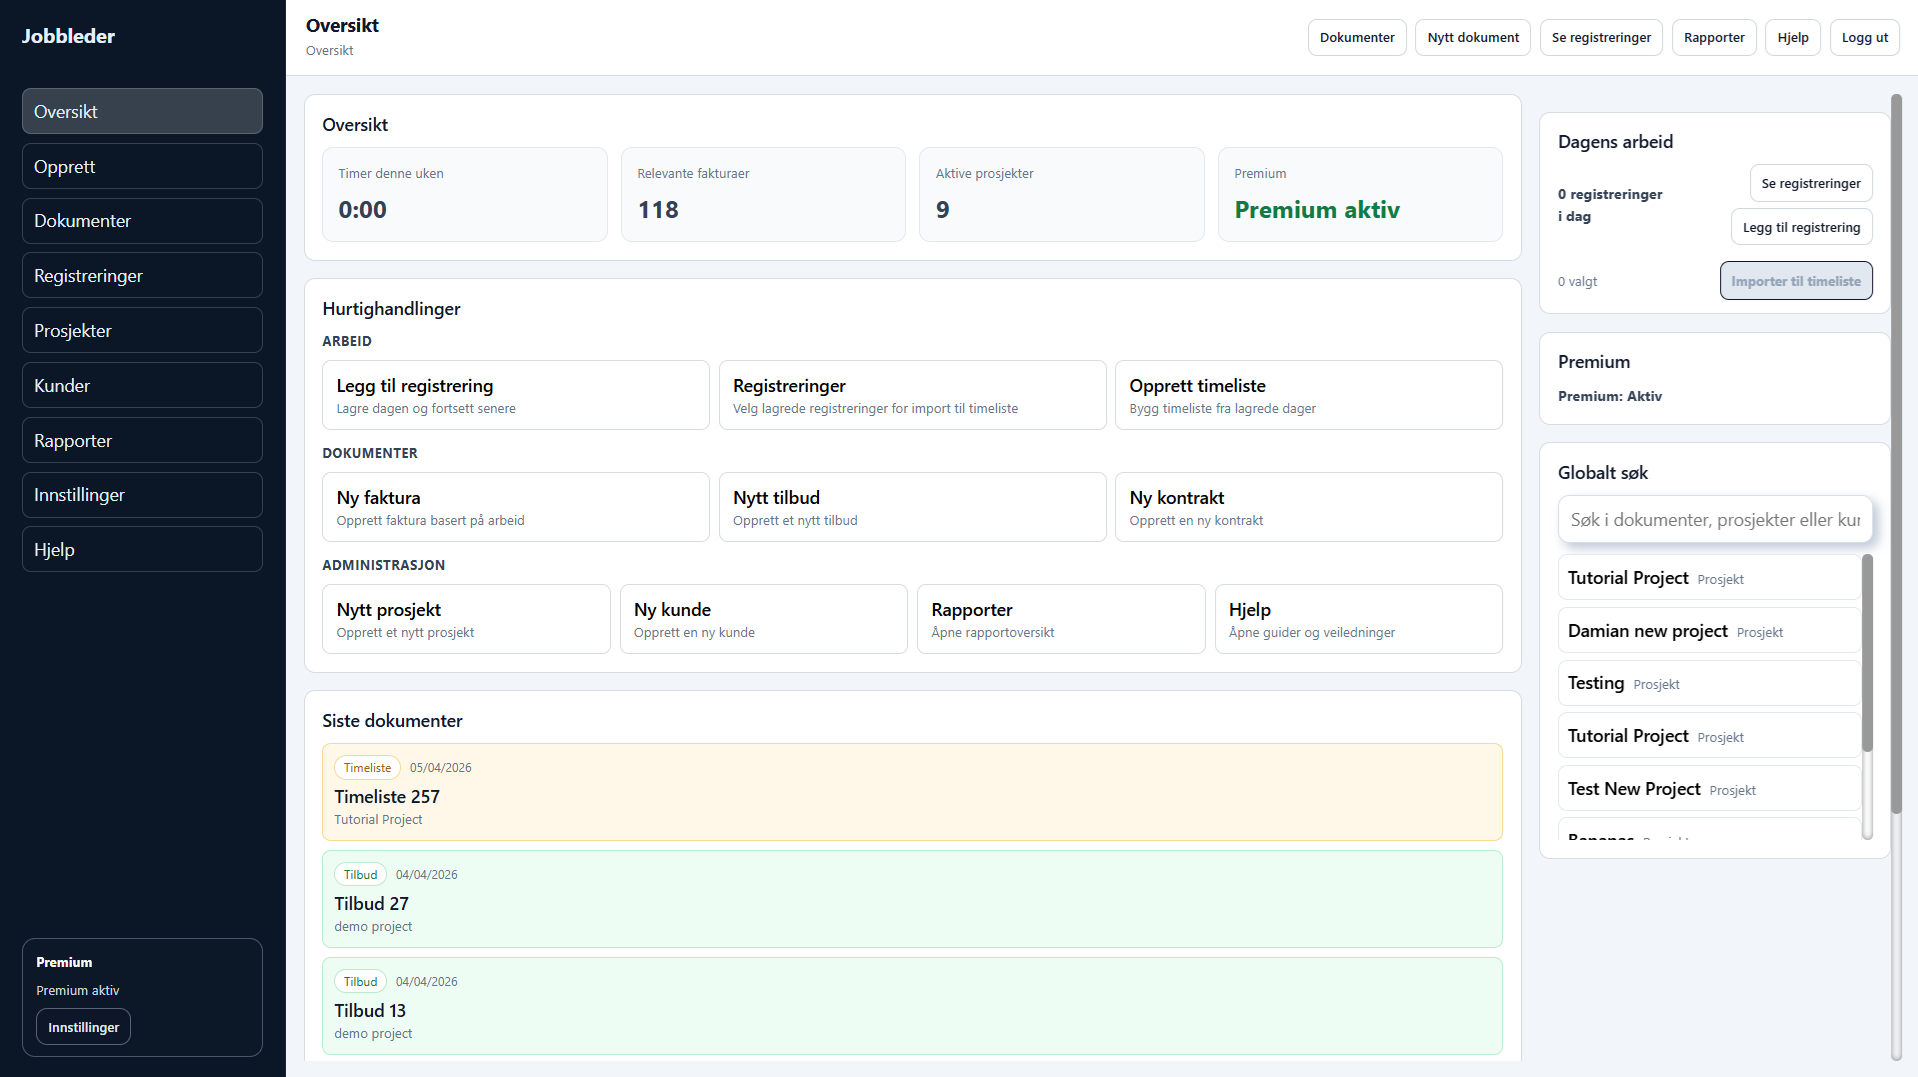 Jobbleder
Oversikt
Opprett
Dokumenter
Registreringer
Prosjekter
Kunder
Rapporter
Innstillinger
Hjelp
Premium
Premium aktiv
Innstillinger
Oversikt
Oversikt
Dokumenter
Nytt dokument
Se registreringer
Rapporter
Hjelp
Logg ut
Oversikt
Timer denne uken
0:00
Relevante fakturaer
118
Aktive prosjekter
9
Premium
Premium aktiv
Hurtighandlinger
ARBEID
Legg til registrering
Lagre dagen og fortsett senere
Registreringer
Velg lagrede registreringer for import til timeliste
Opprett timeliste
Bygg timeliste fra lagrede dager
DOKUMENTER
Ny faktura
Opprett faktura basert på arbeid
Nytt tilbud
Opprett et nytt tilbud
Ny kontrakt
Opprett en ny kontrakt
ADMINISTRASJON
Nytt prosjekt
Opprett et nytt prosjekt
Ny kunde
Opprett en ny kunde
Rapporter
Åpne rapportoversikt
Hjelp
Åpne guider og veiledninger
Siste dokumenter
Timeliste 05/04/2026
Timeliste 257
Tutorial Project
Tilbud 04/04/2026
Tilbud 27
demo project
Tilbud 04/04/2026
Tilbud 13
demo project
Dagens arbeid
0 registreringer
i dag
Se registreringer
Legg til registrering
0 valgt
Importer til timeliste
Premium
Premium: Aktiv
Globalt søk
Søk i dokumenter, prosjekter eller kun
Tutorial Project Prosjekt
Damian new project Prosjekt
Testing Prosjekt
Tutorial Project Prosjekt
Test New Project Prosjekt
Bananas Prosjekt